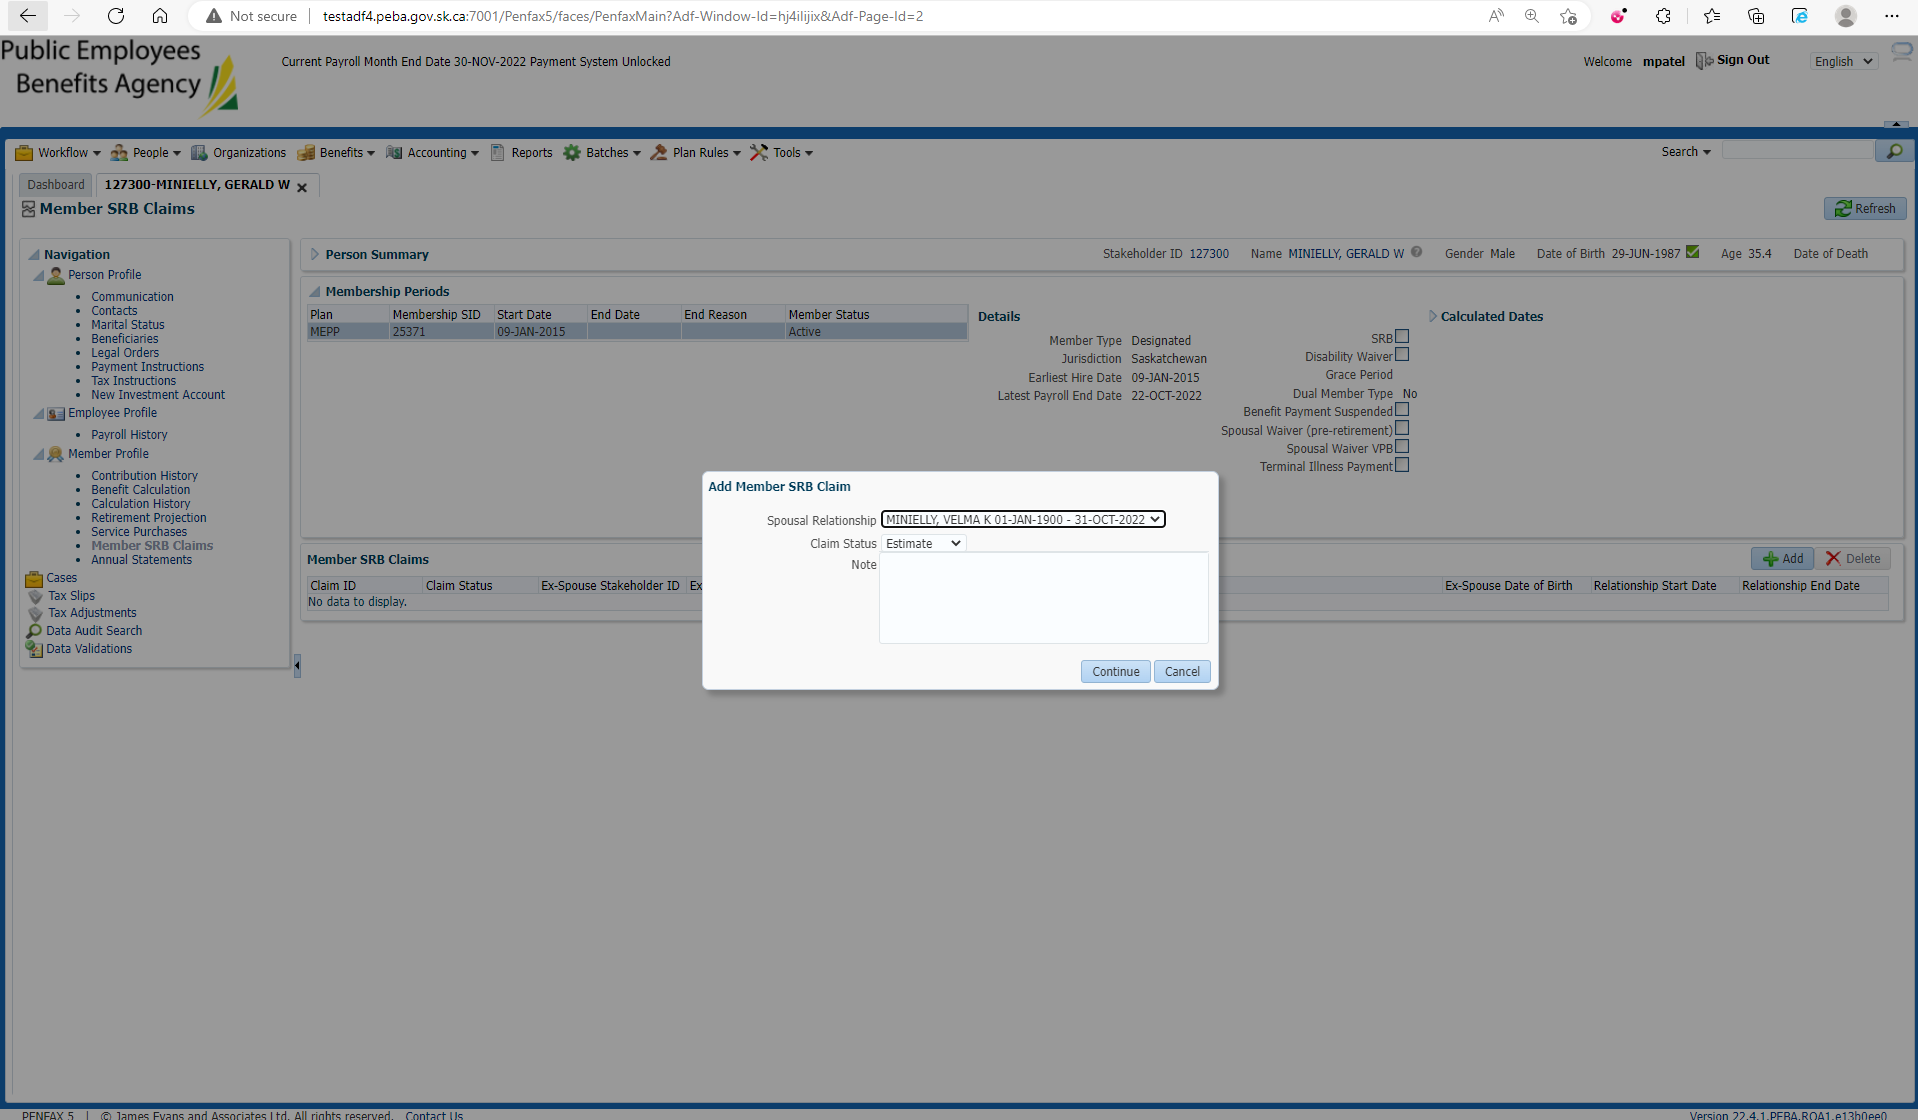 Not secure
testadf4.peba.gov.sk.ca:7001/Penfax5/faces/PenfaxMain?Adf-Window-Id=hj4ilijix&Adf-Page-Id=2
Public Employees
Benefits Agency
Current Payroll Month End Date 30-NOV-2022 Payment System Unlocked
Welcome mpatel Sign Out English
Workflow People Organizations Benefits Accounting Reports Batches Plan Rules Tools Search
Dashboard 127300-MINIELLY, GERALD W
Member SRB Claims Refresh
Navigation
Person Profile
Communication
Contacts
Marital Status
Beneficiaries
Legal Orders
Payment Instructions
Tax Instructions
New Investment Account
Employee Profile
Payroll History
Member Profile
Contribution History
Benefit Calculation
Calculation History
Retirement Projection
Service Purchases
Member SRB Claims
Annual Statements
Cases
Tax Slips
Tax Adjustments
Data Audit Search
Data Validations
Person Summary Stakeholder ID 127300 Name MINIELLY, GERALD W Gender Male Date of Birth 29-JUN-1987 Age 35.4 Date of Death
Membership Periods
Plan Membership SID Start Date End Date End Reason Member Status
MEPP 25371 09-JAN-2015 Active
Details
Member Type Designated
Jurisdiction Saskatchewan
Earliest Hire Date 09-JAN-2015
Latest Payroll End Date 22-OCT-2022
SRB
Disability Waiver
Grace Period
Dual Member Type No
Benefit Payment Suspended
Spousal Waiver (pre-retirement)
Spousal Waiver VPB
Terminal Illness Payment
Calculated Dates
Add Member SRB Claim
Spousal Relationship MINIELLY, VELMA K 01-JAN-1900 - 31-OCT-2022
Claim Status Estimate
Note
Continue Cancel
Member SRB Claims Add Delete
Claim ID Claim Status Ex-Spouse Stakeholder ID Ex Ex-Spouse Date of Birth Relationship Start Date Relationship End Date
No data to display.
PENFAX 5 | © James Evans and Associates Ltd. All rights reserved. Contact Us Version 22.4.1.PEBA.RQA1.e13b0ee0